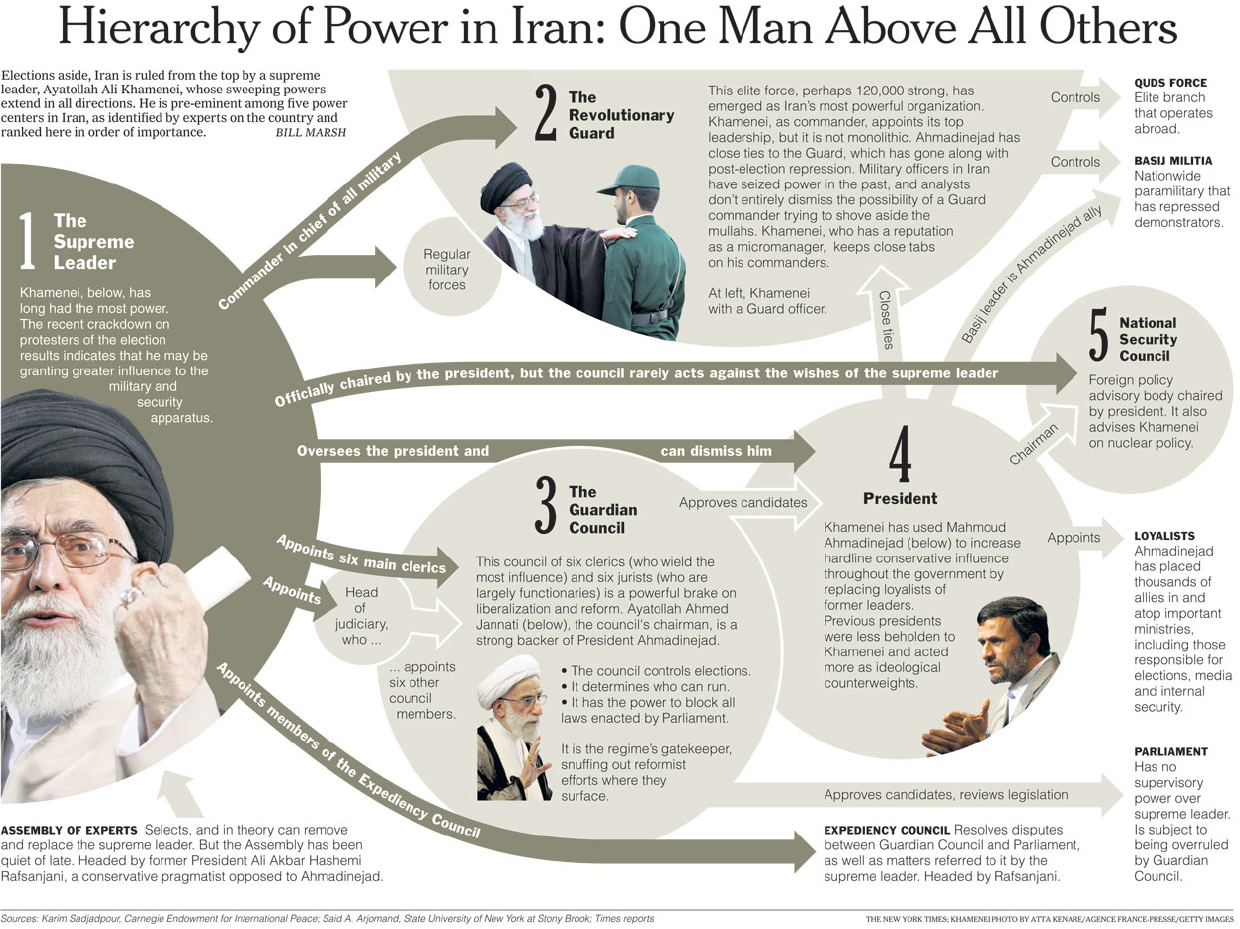 Hierarchy of Power in Iran: One Man Above All Others
Elections aside, Iran is ruled from the top by a supreme
leader, Ayatollah Ali Khamenei, whose sweeping powers
extend in all directions. He is pre-eminent among five power
centers in Iran, as identified by experts on the country and
ranked here in order of importance. BILL MARSH
1 The
Supreme
Leader
Khamenei, below, has
long had the most power.
The recent crackdown on
protesters of the election
results indicates that he may be
granting greater influence to the
military and
security
apparatus.
Commander in chief of all military
Regular
military
forces
2 The
Revolutionary
Guard
This elite force, perhaps 120,000 strong, has
emerged as Iran's most powerful organization.
Khamenei, as commander, appoints its top
leadership, but it is not monolithic. Ahmadinejad has
close ties to the Guard, which has gone along with
post-election repression. Military officers in Iran
have seized power in the past, and analysts
don't entirely dismiss the possibility of a Guard
commander trying to shove aside the
mullahs. Khamenei, who has a reputation
as a micromanager, keeps close tabs
on his commanders.
At left, Khamenei
with a Guard officer.
Controls
QUDS FORCE
Elite branch
that operates
abroad.
Controls
BASIJ MILITIA
Nationwide
paramilitary that
has repressed
demonstrators.
Close ties
Basij leader is Ahmadinejad ally
Officially chaired by the president, but the council rarely acts against the wishes of the supreme leader
5 National
Security
Council
Foreign policy
advisory body chaired
by president. It also
advises Khamenei
on nuclear policy.
Chairman
Oversees the president and can dismiss him
3 The
Guardian
Council
Approves candidates
This council of six clerics (who wield the
most influence) and six jurists (who are
largely functionaries) is a powerful brake on
liberalization and reform. Ayatollah Ahmed
Jannati (below), the council's chairman, is a
strong backer of President Ahmadinejad.
• The council controls elections.
• It determines who can run.
• It has the power to block all
laws enacted by Parliament.
It is the regime's gatekeeper,
snuffing out reformist
efforts where they
surface.
Appoints six main clerics
Appoints
Head
of
judiciary,
who ...
... appoints
six other
council
members.
4
President
Khamenei has used Mahmoud
Ahmadinejad (below) to increase
hardline conservative influence
throughout the government by
replacing loyalists of
former leaders.
Previous presidents
were less beholden to
Khamenei and acted
more as ideological
counterweights.
Appoints
LOYALISTS
Ahmadinejad
has placed
thousands of
allies in and
atop important
ministries,
including those
responsible for
elections, media
and internal
security.
Appoints members of the Expediency Council
Approves candidates, reviews legislation
PARLIAMENT
Has no
supervisory
power over
supreme leader.
Is subject to
being overruled
by Guardian
Council.
ASSEMBLY OF EXPERTS Selects, and in theory can remove
and replace the supreme leader. But the Assembly has been
quiet of late. Headed by former President Ali Akbar Hashemi
Rafsanjani, a conservative pragmatist opposed to Ahmadinejad.
EXPEDIENCY COUNCIL Resolves disputes
between Guardian Council and Parliament,
as well as matters referred to it by the
supreme leader. Headed by Rafsanjani.
Sources: Karim Sadjadpour, Carnegie Endowment for International Peace; Said A. Arjomand, State University of New York at Stony Brook; Times reports
THE NEW YORK TIMES; KHAMENEI PHOTO BY ATTA KENARE/AGENCE FRANCE-PRESSE/GETTY IMAGES